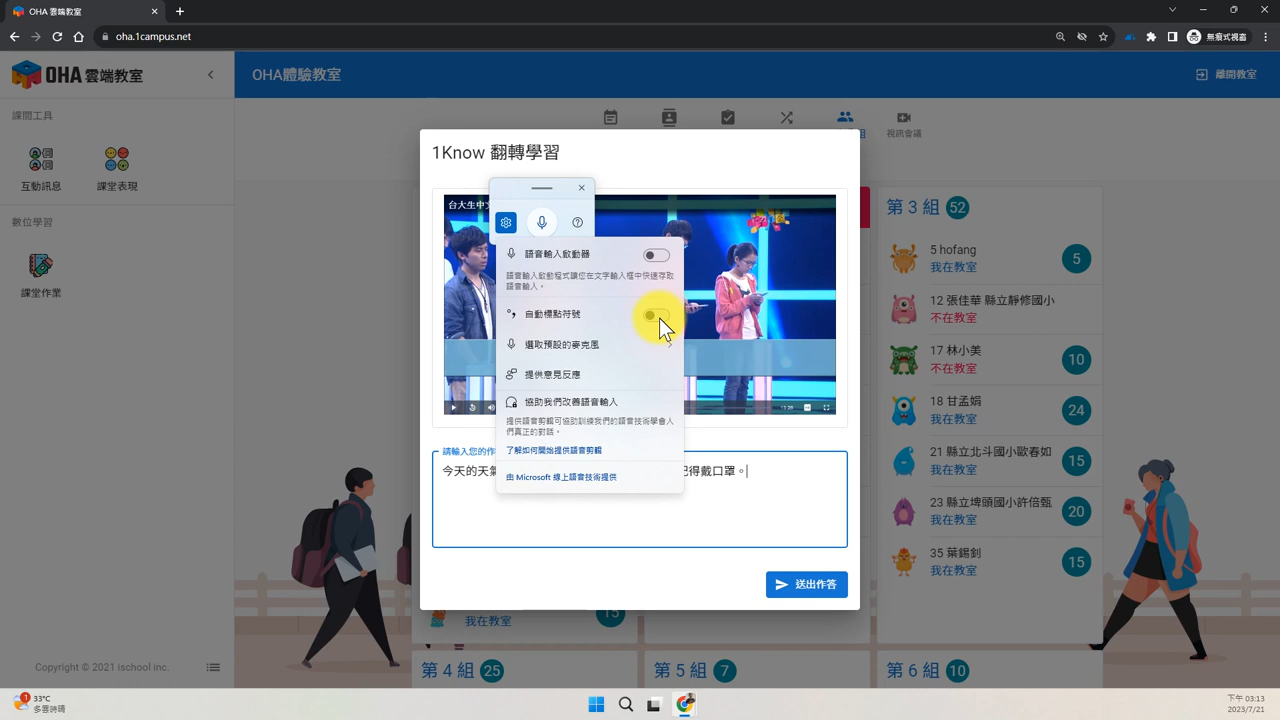 OHA 雲端教室
oha.1campus.net
無痕式視窗
OHA 雲端教室
OHA體驗教室
離開教室
課間工具
互動訊息
課堂表現
數位學習
課堂作業
視訊會議
組
1Know 翻轉學習
台大生中文
語音輸入啟動器
語音輸入啟動程式讓您在文字輸入框中快速存取
語音輸入。
自動標點符號
選取預設的麥克風
提供意見反應
協助我們改善語音輸入
提供語音剪輯可協助訓練我們的語音技術學會人
們真正的對話。
了解如何開始提供語音剪輯
由 Microsoft 線上語音技術提供
請輸入您的作
今天的天氣
記得戴口罩。
送出作答
第 3 組 52
5 hofang
我在教室
5
12 張佳華 縣立靜修國小
不在教室
17 林小美
不在教室
10
18 甘孟娟
我在教室
24
21 縣立北斗國小歐春如
我在教室
15
23 縣立埤頭國小許倍甄
我在教室
20
35 葉錫釗
我在教室
15
我在教室
15
第 4 組 25
第 5 組 7
第 6 組 10
Copyright © 2021 ischool inc.
1
33°C
多雲時晴
下午 03:13
2023/7/21